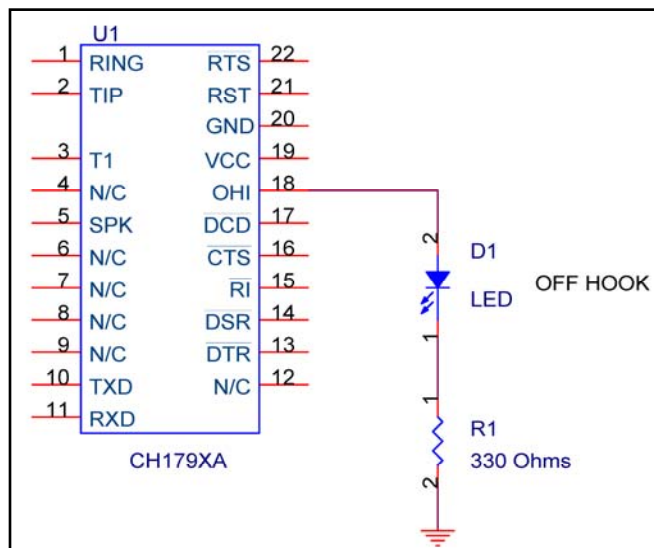 U1
1 RING RTS 22
2 TIP RST 21
GND 20
3 T1 VCC 19
4 N/C OHI 18
5 SPK DCD 17
6 N/C CTS 16
7 N/C RI 15
8 N/C DSR 14
9 N/C DTR 13
10 TXD N/C 12
11 RXD
CH179XA
2
D1
LED
OFF HOOK
1
1
R1
330 Ohms
2